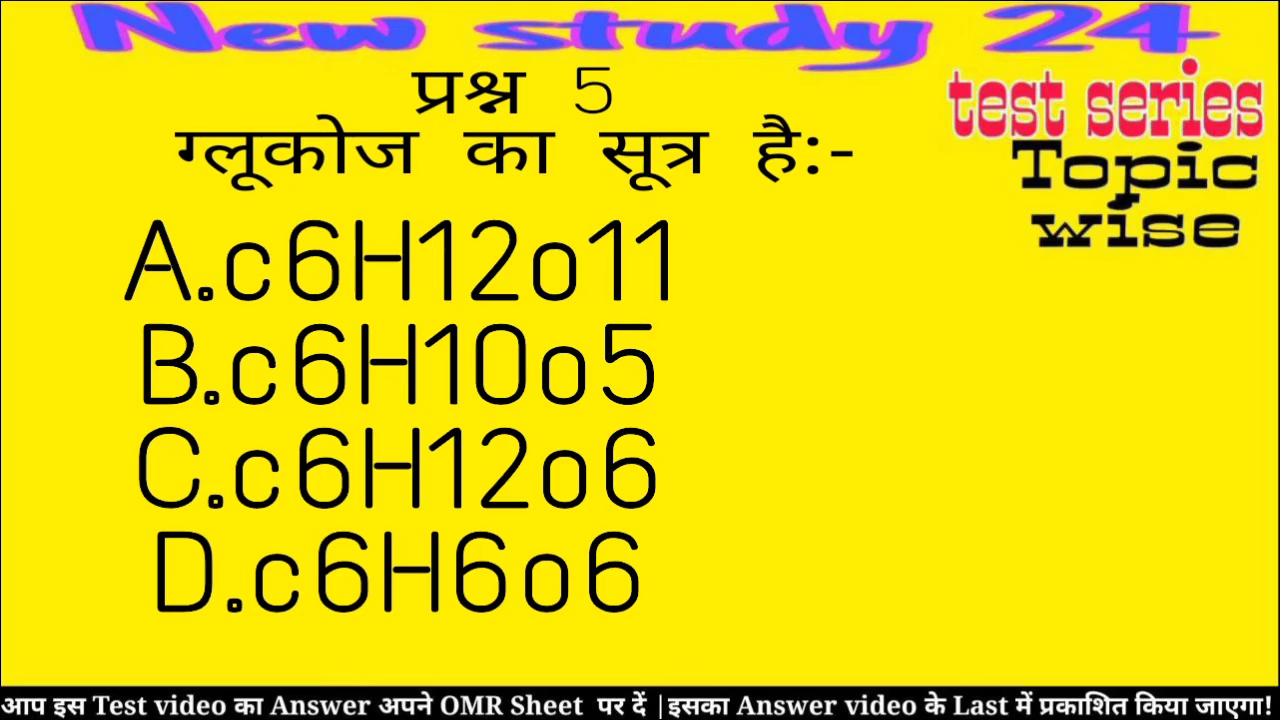 New study 24
test series
Topic
wise
प्रश्न 5
ग्लूकोज का सूत्र है:-
A.c6H12o11
B.c6H10o5
C.c6H12o6
D.c6H6o6
आप इस Test video का Answer अपने OMR Sheet पर दें |इसका Answer video के Last में प्रकाशित किया जाएगा!